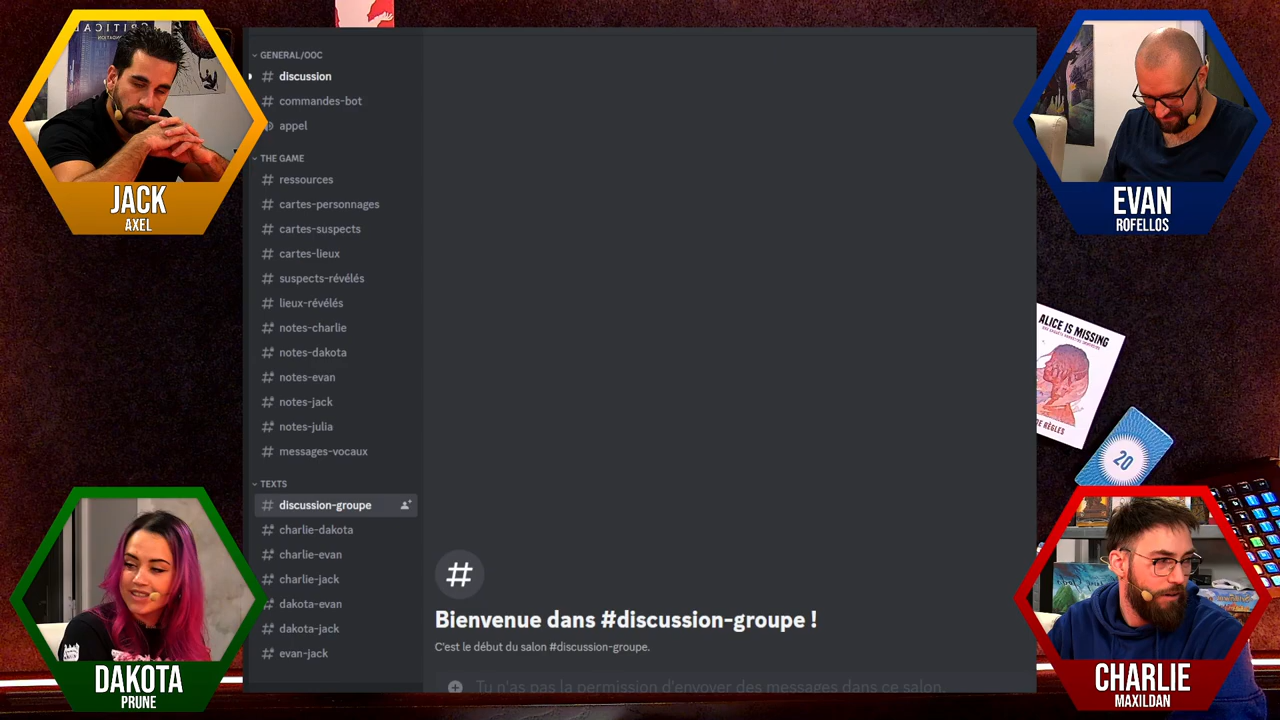 JACK
AXEL
GENERAL/OOC
discussion
commandes-bot
appel
THE GAME
ressources
cartes-personnages
cartes-suspects
cartes-lieux
suspects-révélés
lieux-révélés
notes-charlie
notes-dakota
notes-evan
notes-jack
notes-julia
messages-vocaux
TEXTS
discussion-groupe
charlie-dakota
charlie-evan
charlie-jack
dakota-evan
dakota-jack
evan-jack
Bienvenue dans #discussion-groupe !
C'est le début du salon #discussion-groupe.
Tu n'as pas la permission d'envoyer des messages dans ce salon.
EVAN
ROFELLOS
ALICE IS MISSING
RÈGLES
20
DAKOTA
PRUNE
CHARLIE
MAXILDAN